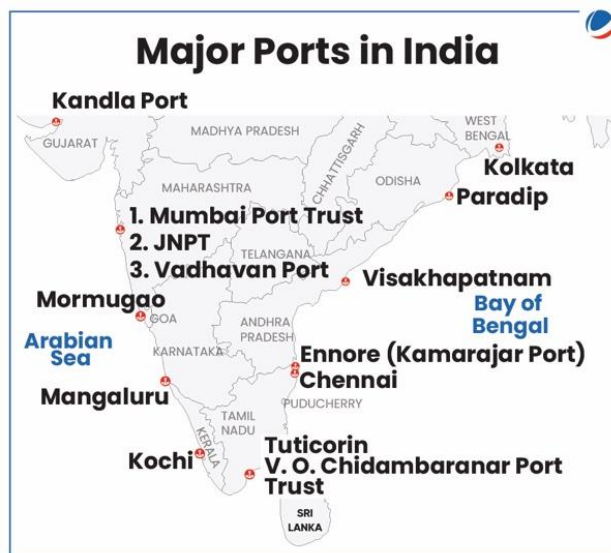 Major Ports in India
Kandla Port
GUJARAT
MADHYA PRADESH
CHHATTISGARH
WEST
BENGAL
Kolkata
ODISHA
Paradip
MAHARASHTRA
1. Mumbai Port Trust
2. JNPT
3. Vadhavan Port
TELANGANA
Visakhapatnam
Mormugao
GOA
Bay of
Bengal
Arabian
Sea
KARNATAKA
ANDHRA
PRADESH
Ennore (Kamarajar Port)
Chennai
Mangaluru
PUDUCHERRY
TAMIL
NADU
KERALA
Kochi
Tuticorin
V. O. Chidambaranar Port
Trust
SRI
LANKA